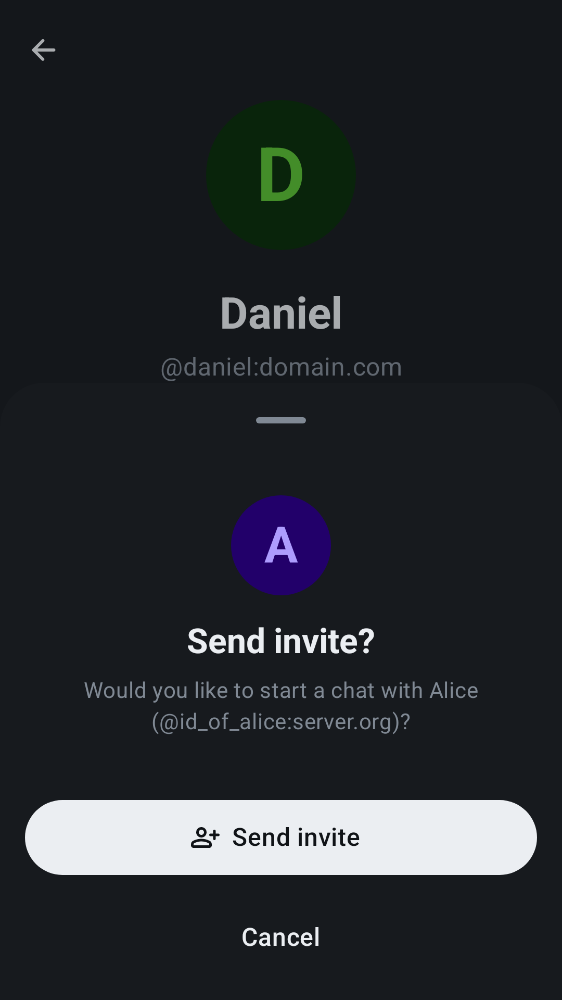 D
Daniel
@daniel:domain.com
A
Send invite?
Would you like to start a chat with Alice
(@id_of_alice:server.org)?
Send invite
Cancel